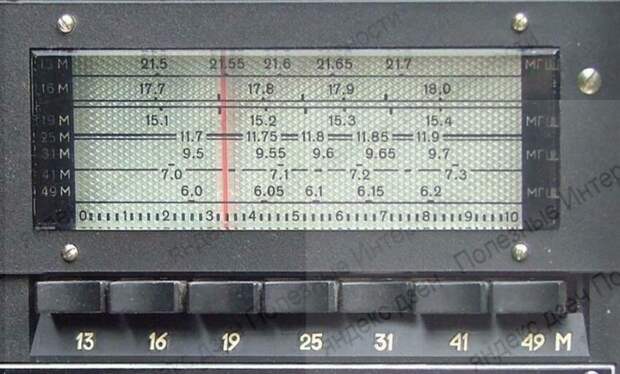 13 М 21.5 21.55 21.6 21.65 21.7 МГЦ
16 М 17.7 17.8 17.9 18.0
19 М 15.1 15.2 15.3 15.4 МГЦ
25 М 11.7 11.75 11.8 11.85 11.9
31 М 9.5 9.55 9.6 9.65 9.7 МГЦ
41 М 7.0 7.1 7.2 7.3
49 М 6.0 6.05 6.1 6.15 6.2 МГЦ
0 1 2 3 4 5 6 7 8 9 10
13 16 19 25 31 41 49 М
Яндекс дзен - Полезные Интер